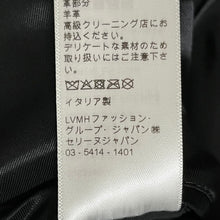 革部分
羊革
高級クリーニング店にお
持込ください。
デリケートな素材のため
取り扱いにはご注意下さ
い。
イタリア製
LVMHファッション・
グループ・ジャパン㈱
セリーヌジャパン
03-5414-1401